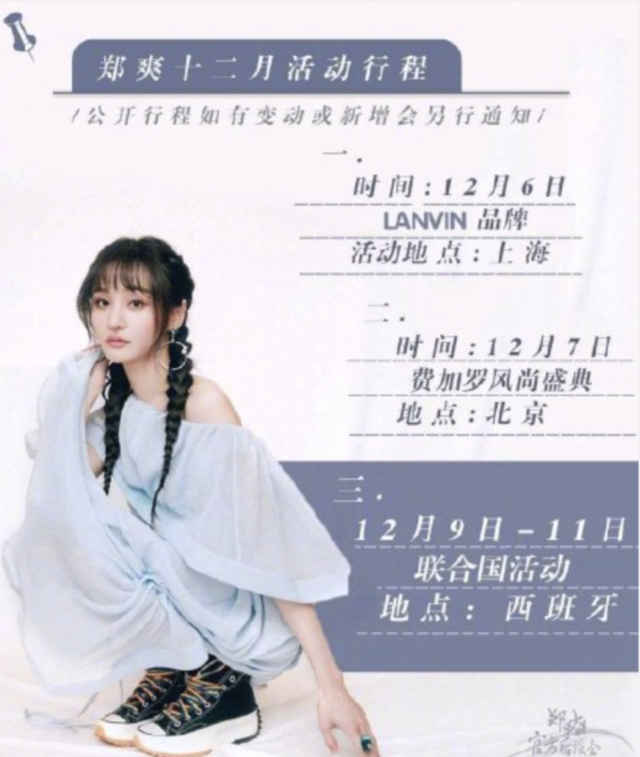 郑爽十二月活动行程
/公开行程如有变动或新增会另行通知/
一.
时间:12月6日
LANVIN 品牌
活动地点:上海
二.
时间:12月7日
费加罗风尚盛典
地点:北京
三.
12月9日-11日
联合国活动
地点: 西班牙
郑爽